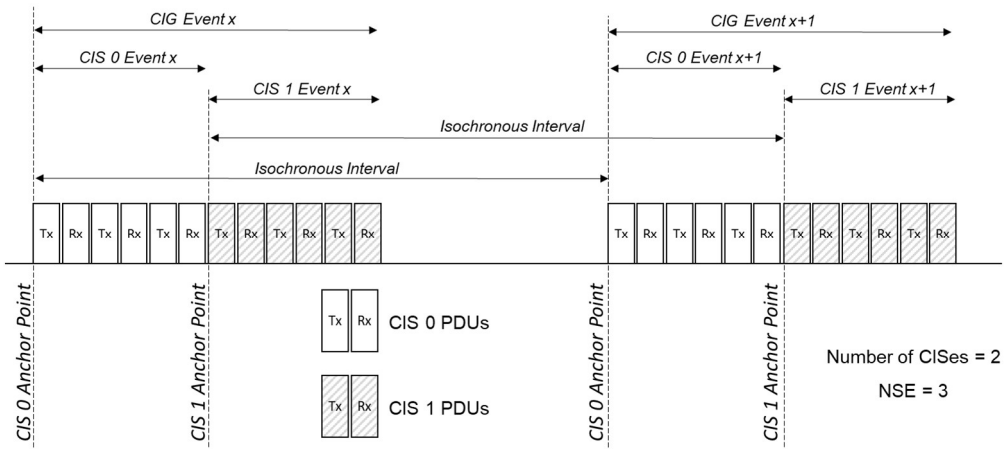 CIG Event x
CIG Event x+1
CIS 0 Event x
CIS 0 Event x+1
CIS 1 Event x
CIS 1 Event x+1
Isochronous Interval
Isochronous Interval
Tx Rx Tx Rx Tx Rx Tx Rx Tx Rx Tx Rx
Tx Rx Tx Rx Tx Rx Tx Rx Tx Rx Tx Rx
CIS 0 Anchor Point
CIS 1 Anchor Point
Tx Rx CIS 0 PDUs
Tx Rx CIS 1 PDUs
CIS 0 Anchor Point
CIS 1 Anchor Point
Number of CISes = 2
NSE = 3